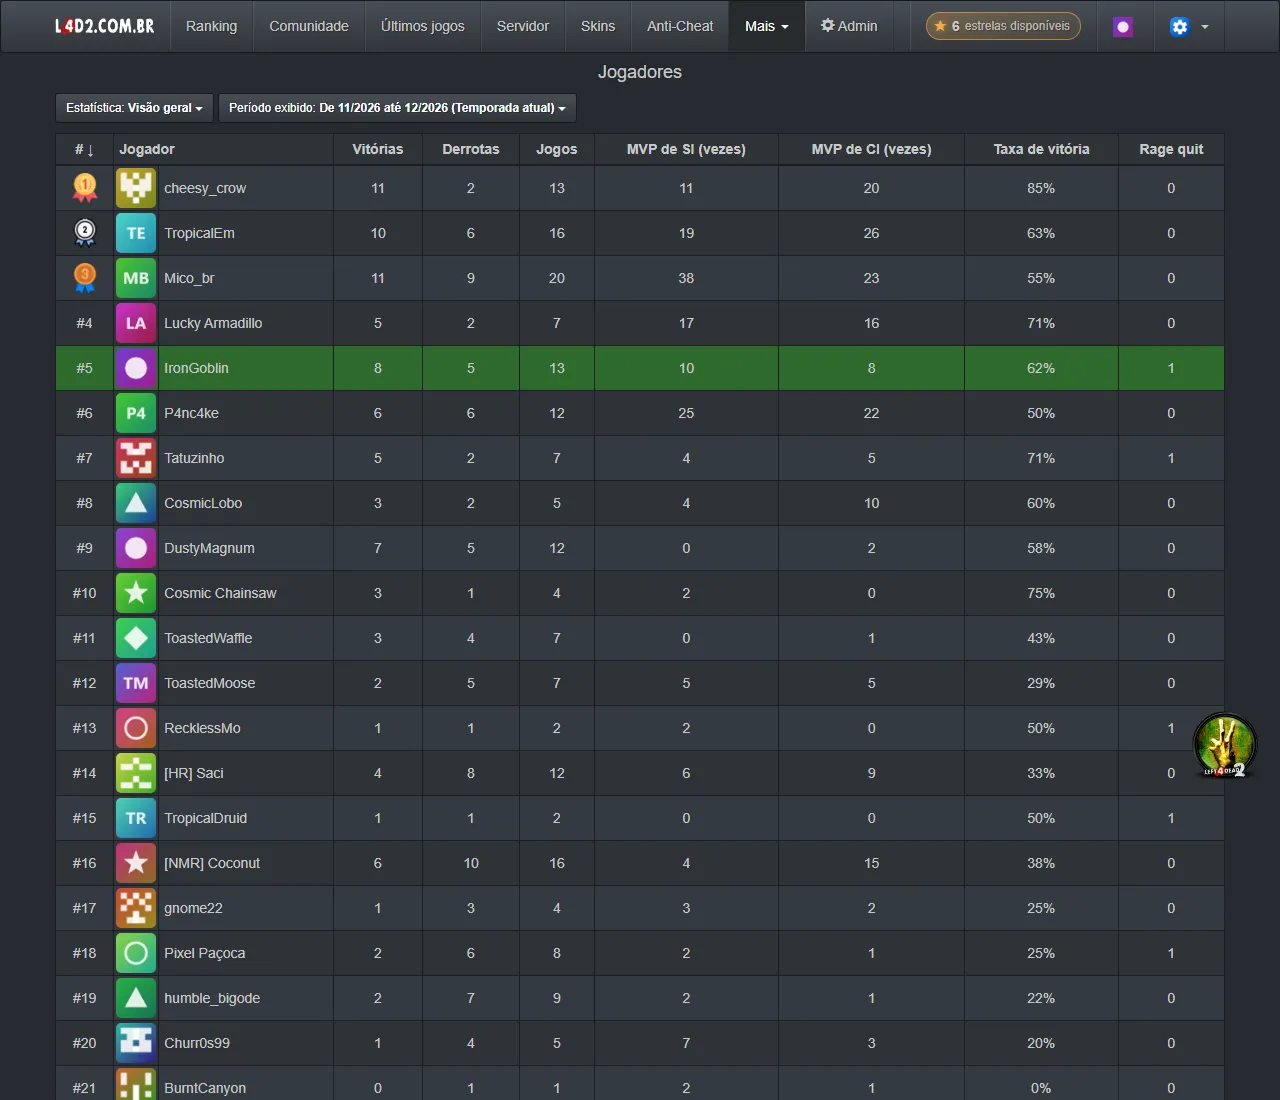 L4D2.COM.BR Ranking Comunidade Últimos jogos Servidor Skins Anti-Cheat Mais Admin 6 estrelas disponíveis
Jogadores
Estatística: Visão geral Período exibido: De 11/2026 até 12/2026 (Temporada atual)
# ↓ Jogador Vitórias Derrotas Jogos MVP de SI (vezes) MVP de CI (vezes) Taxa de vitória Rage quit
1 cheesy_crow 11 2 13 11 20 85% 0
2 TE TropicalEm 10 6 16 19 26 63% 0
3 MB Mico_br 11 9 20 38 23 55% 0
#4 LA Lucky Armadillo 5 2 7 17 16 71% 0
#5 IronGoblin 8 5 13 10 8 62% 1
#6 P4 P4nc4ke 6 6 12 25 22 50% 0
#7 Tatuzinho 5 2 7 4 5 71% 1
#8 CosmicLobo 3 2 5 4 10 60% 0
#9 DustyMagnum 7 5 12 0 2 58% 0
#10 Cosmic Chainsaw 3 1 4 2 0 75% 0
#11 ToastedWaffle 3 4 7 0 1 43% 0
#12 TM ToastedMoose 2 5 7 5 5 29% 0
#13 RecklessMo 1 1 2 2 0 50% 1
#14 [HR] Saci 4 8 12 6 9 33% 0
LEFT 4 DEAD 2
#15 TR TropicalDruid 1 1 2 0 0 50% 1
#16 [NMR] Coconut 6 10 16 4 15 38% 0
#17 gnome22 1 3 4 3 2 25% 0
#18 Pixel Paçoca 2 6 8 2 1 25% 1
#19 humble_bigode 2 7 9 2 1 22% 0
#20 Churr0s99 1 4 5 7 3 20% 0
#21 BurntCanyon 0 1 1 2 1 0% 0